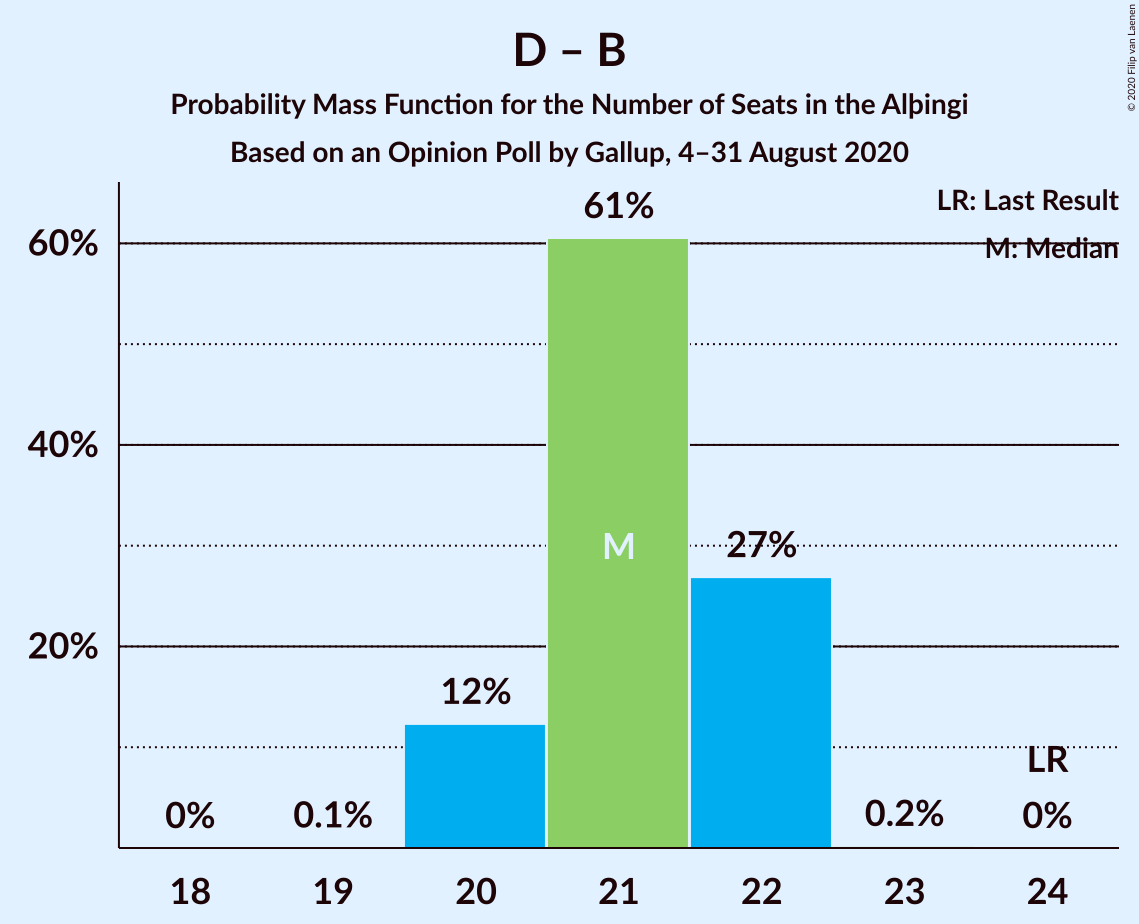 D – B
Probability Mass Function for the Number of Seats in the Alþingi
Based on an Opinion Poll by Gallup, 4–31 August 2020
© 2020 Filip van Laenen
LR: Last Result
M: Median
60%
40%
20%
0%
0.1%
12%
61%
M
27%
0.2%
LR
0%
18 19 20 21 22 23 24